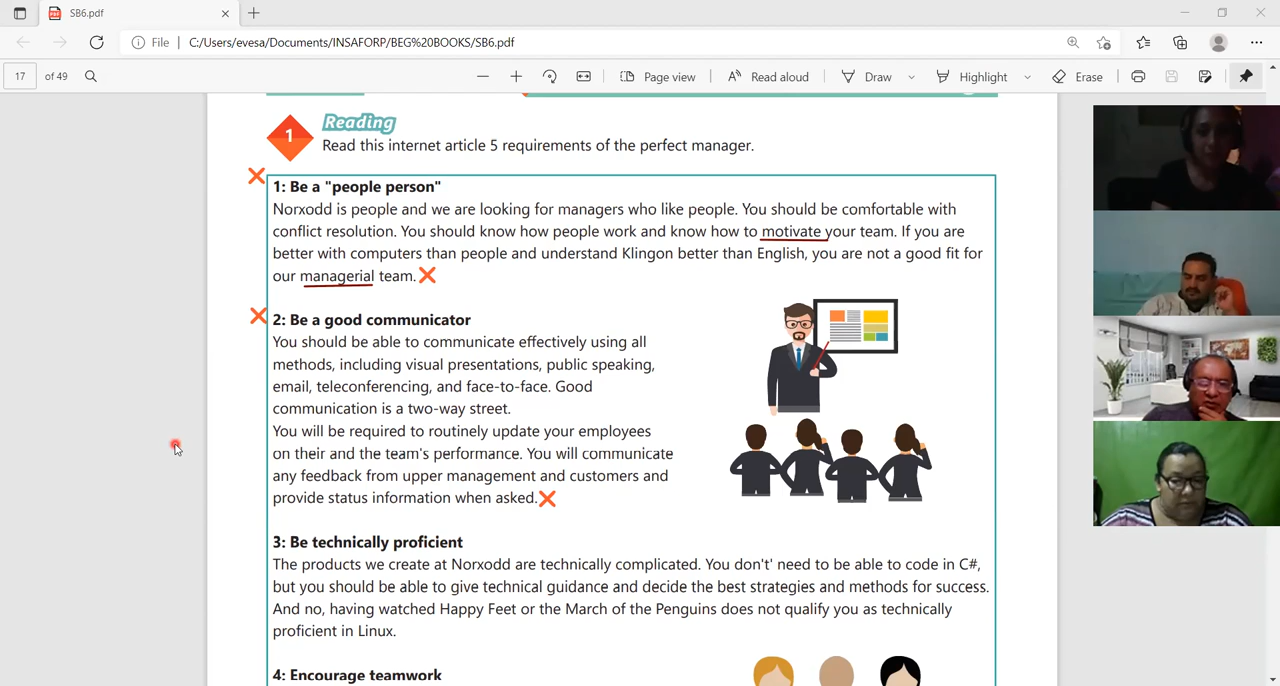 SB6.pdf
File
C:/Users/evesa/Documents/INSAFORP/BEG%20BOOKS/SB6.pdf
17 of 49
Page view
Read aloud
Draw
Highlight
Erase
1
Reading
Read this internet article 5 requirements of the perfect manager.
1: Be a "people person"
Norxodd is people and we are looking for managers who like people. You should be comfortable with
conflict resolution. You should know how people work and know how to motivate your team. If you are
better with computers than people and understand Klingon better than English, you are not a good fit for
our managerial team.
2: Be a good communicator
You should be able to communicate effectively using all
methods, including visual presentations, public speaking,
email, teleconferencing, and face-to-face. Good
communication is a two-way street.
You will be required to routinely update your employees
on their and the team's performance. You will communicate
any feedback from upper management and customers and
provide status information when asked.
3: Be technically proficient
The products we create at Norxodd are technically complicated. You don't' need to be able to code in C#,
but you should be able to give technical guidance and decide the best strategies and methods for success.
And no, having watched Happy Feet or the March of the Penguins does not qualify you as technically
proficient in Linux.
4: Encourage teamwork